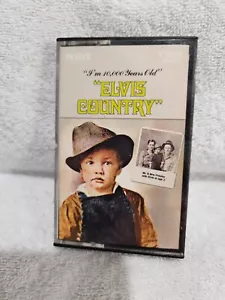 "I'm 10,000 Years Old"
"ELVIS
COUNTRY"